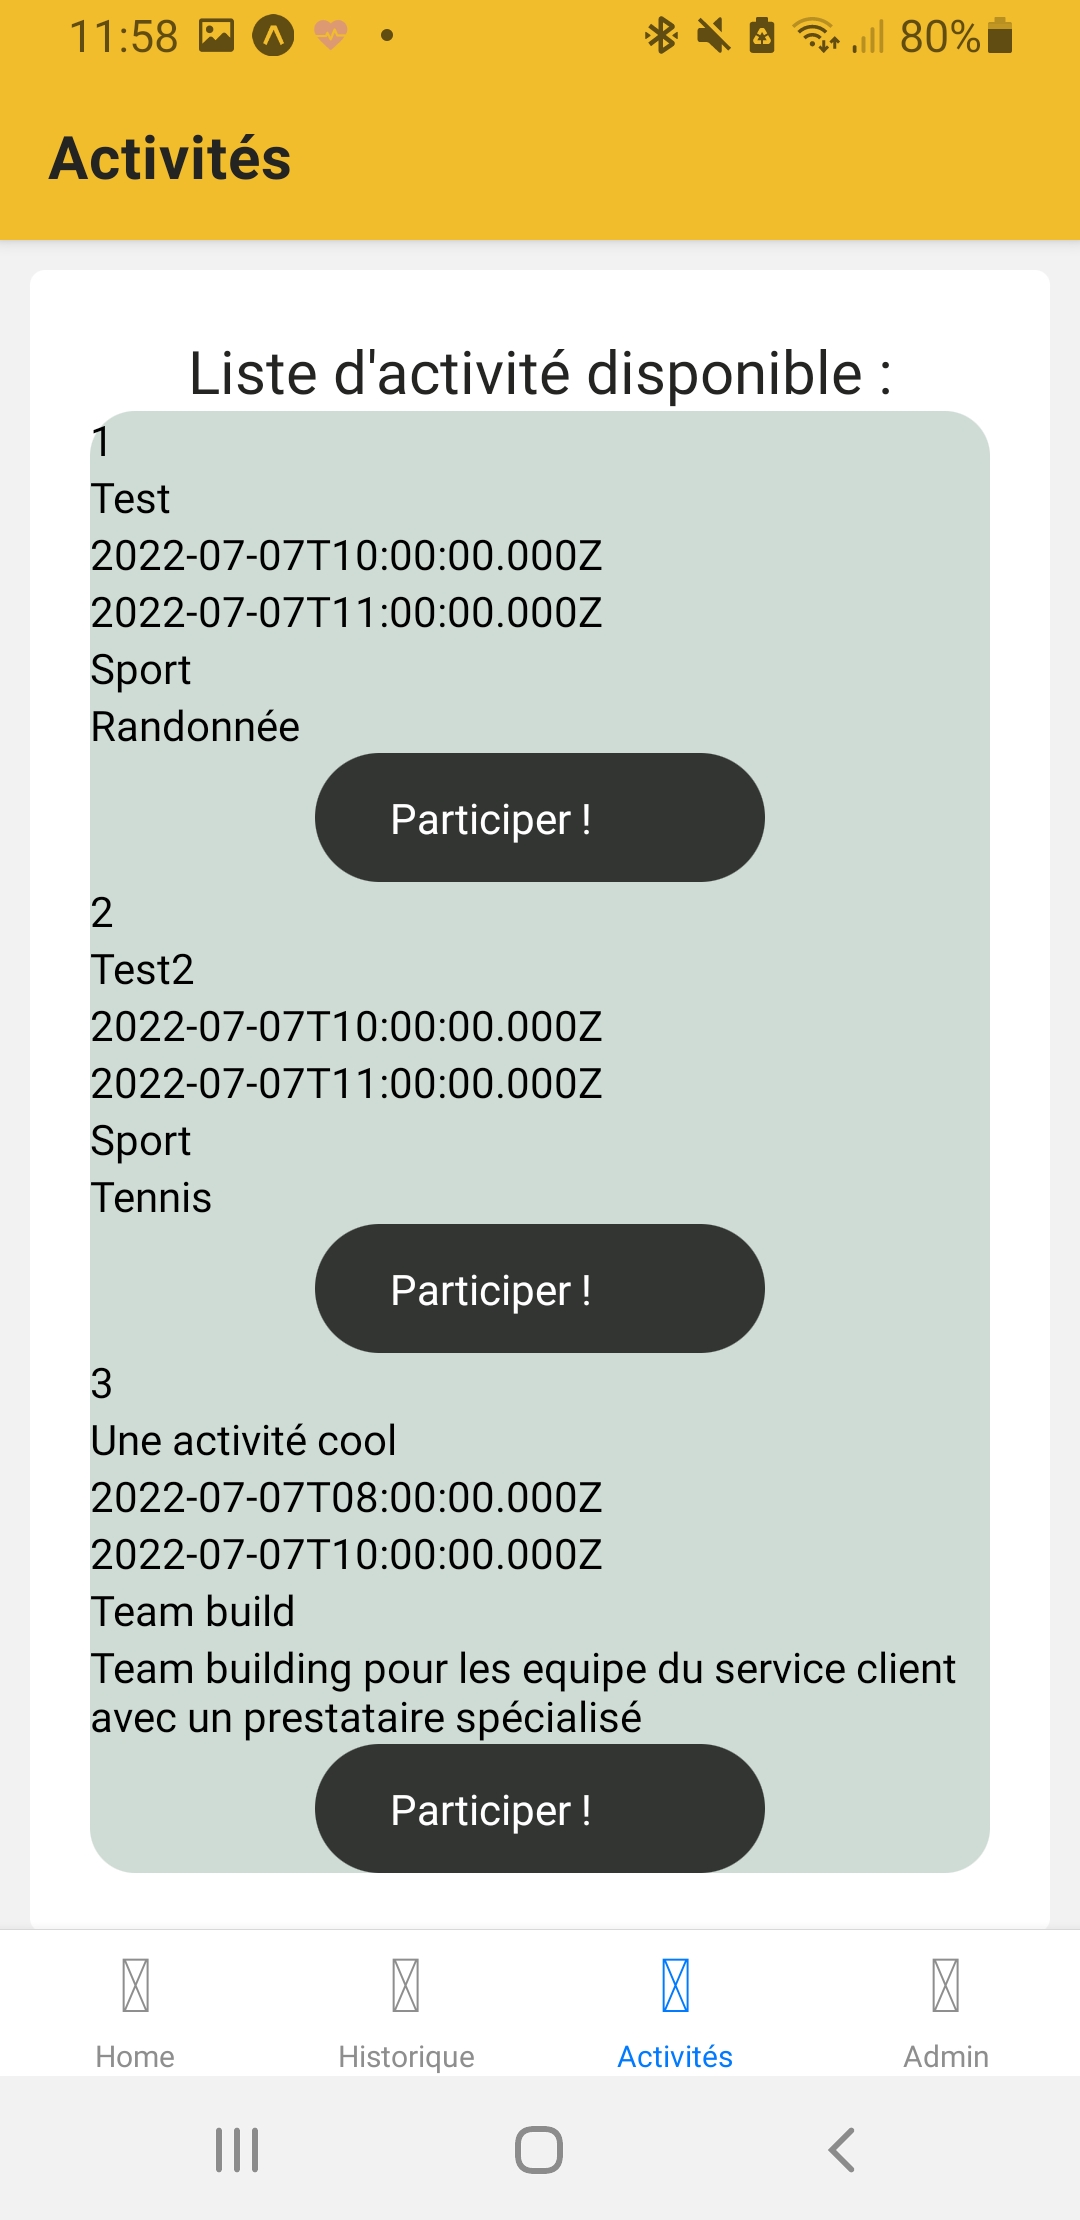 11:58
80%
Activités
Liste d'activité disponible :
1
Test
2022-07-07T10:00:00.000Z
2022-07-07T11:00:00.000Z
Sport
Randonnée
Participer !
2
Test2
2022-07-07T10:00:00.000Z
2022-07-07T11:00:00.000Z
Sport
Tennis
Participer !
3
Une activité cool
2022-07-07T08:00:00.000Z
2022-07-07T10:00:00.000Z
Team build
Team building pour les equipe du service client
avec un prestataire spécialisé
Participer !
Home Historique Activités Admin